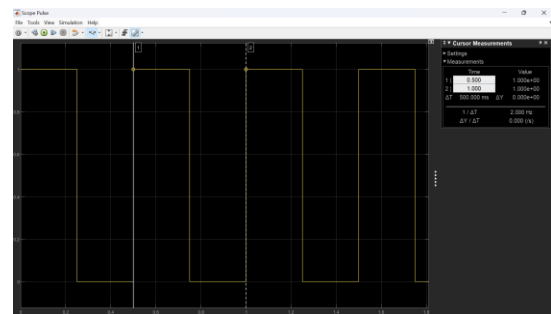 Scope Pulse
File Tools View Simulation Help
1
2
1
0.8
0.6
0.4
0.2
0
0 0.2 0.4 0.6 0.8 1.0 1.2 1.4 1.6 1.8
Cursor Measurements
Settings
Measurements
Time Value
1 | 0.500 1.000e+00
2 | 1.000 1.000e+00
ΔT 500.000 ms ΔY 0.000e+00
1 / ΔT 2.000 Hz
ΔY / ΔT 0.000 (/s)